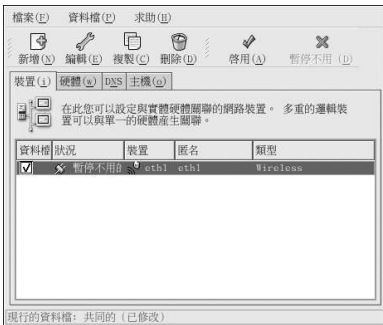 檔案(F) 資料檔(P) 求助(H)
新增(N) 編輯(E) 複製(C) 刪除(D) 啓用(A) 暫停不用 (D)
裝置(i) 硬體(w) DNS 主機(o)
在此您可以設定與實體硬體關聯的網路裝置。 多重的邏輯裝
置可以與單一的硬體産生關聯。
資料檔 狀況 裝置 匿名 類型
暫停不用的 eth1 eth1 Wireless
現行的資料檔: 共同的 (已修改)